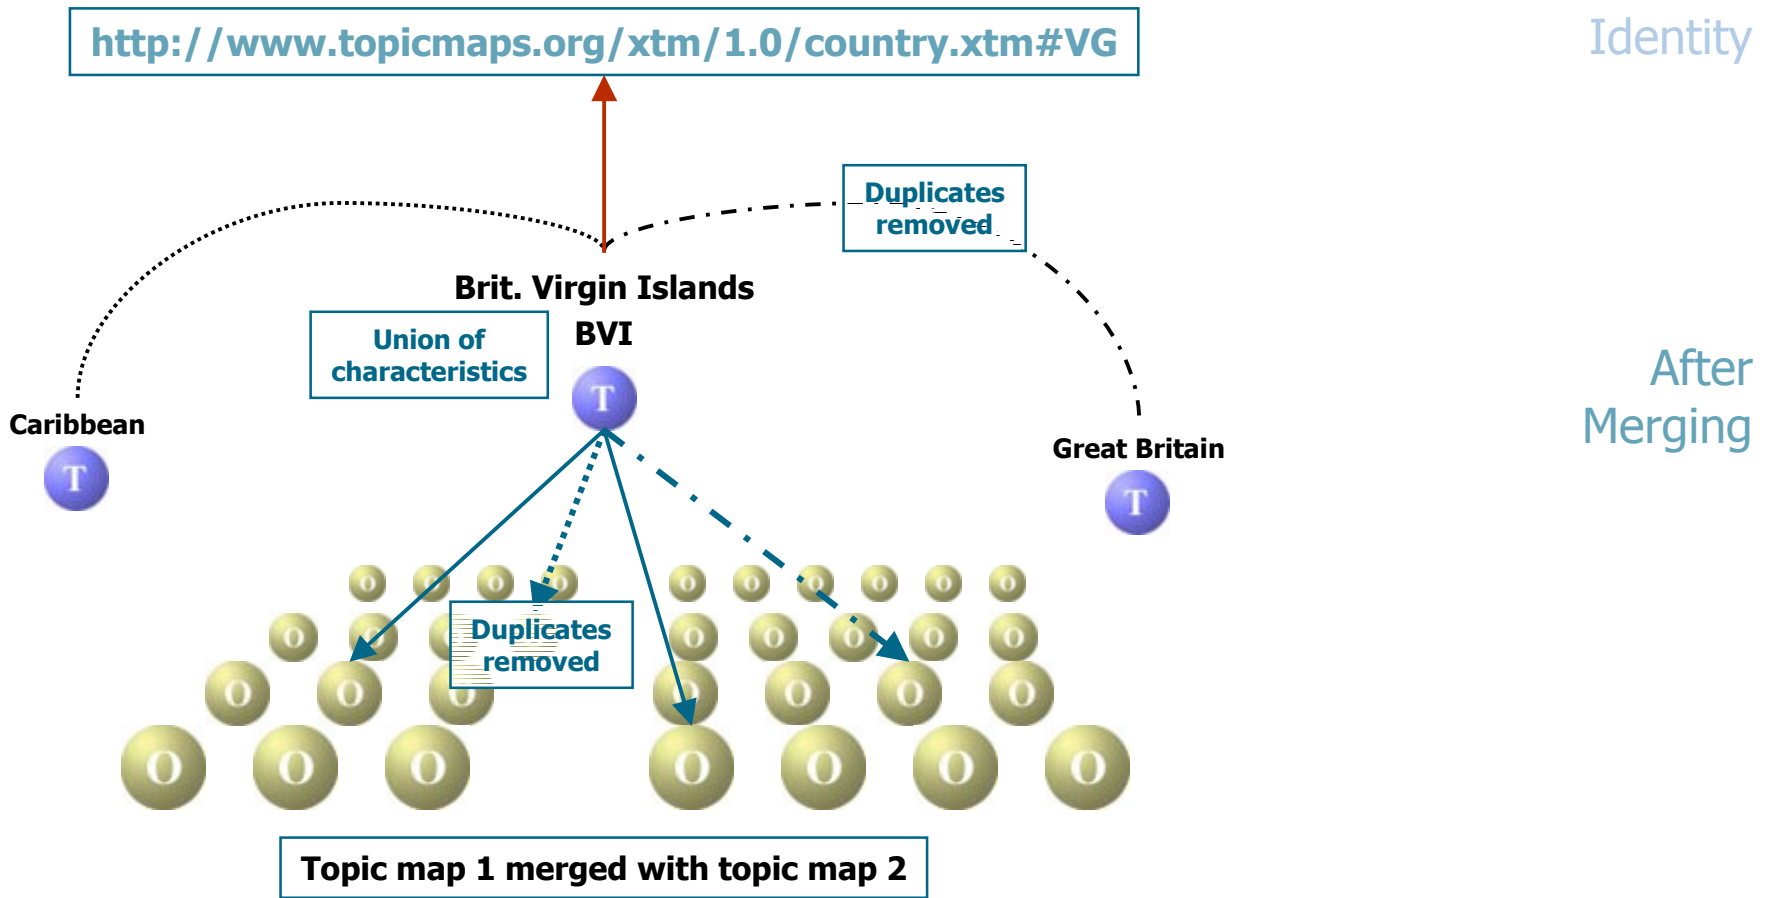 http://www.topicmaps.org/xtm/1.0/country.xtm#VG
Identity
Duplicates
removed
Brit. Virgin Islands
BVI
Union of
characteristics
T
After
Merging
Caribbean
T
Great Britain
T
O O O O O O O O O O
O O O O O O O O O
O O O O O O O
O O O O O O O
Duplicates
removed
Topic map 1 merged with topic map 2